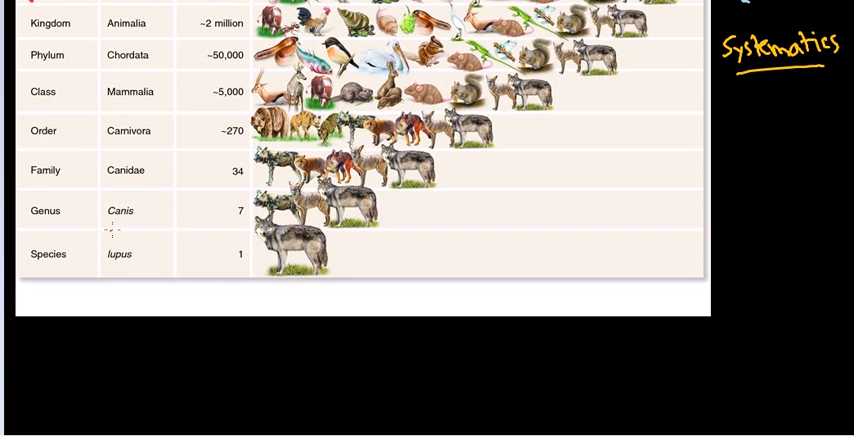 Kingdom Animalia ~2 million
Systematics
Phylum Chordata ~50,000
Class Mammalia ~5,000
Order Carnivora ~270
Family Canidae 34
Genus Canis 7
Species lupus 1